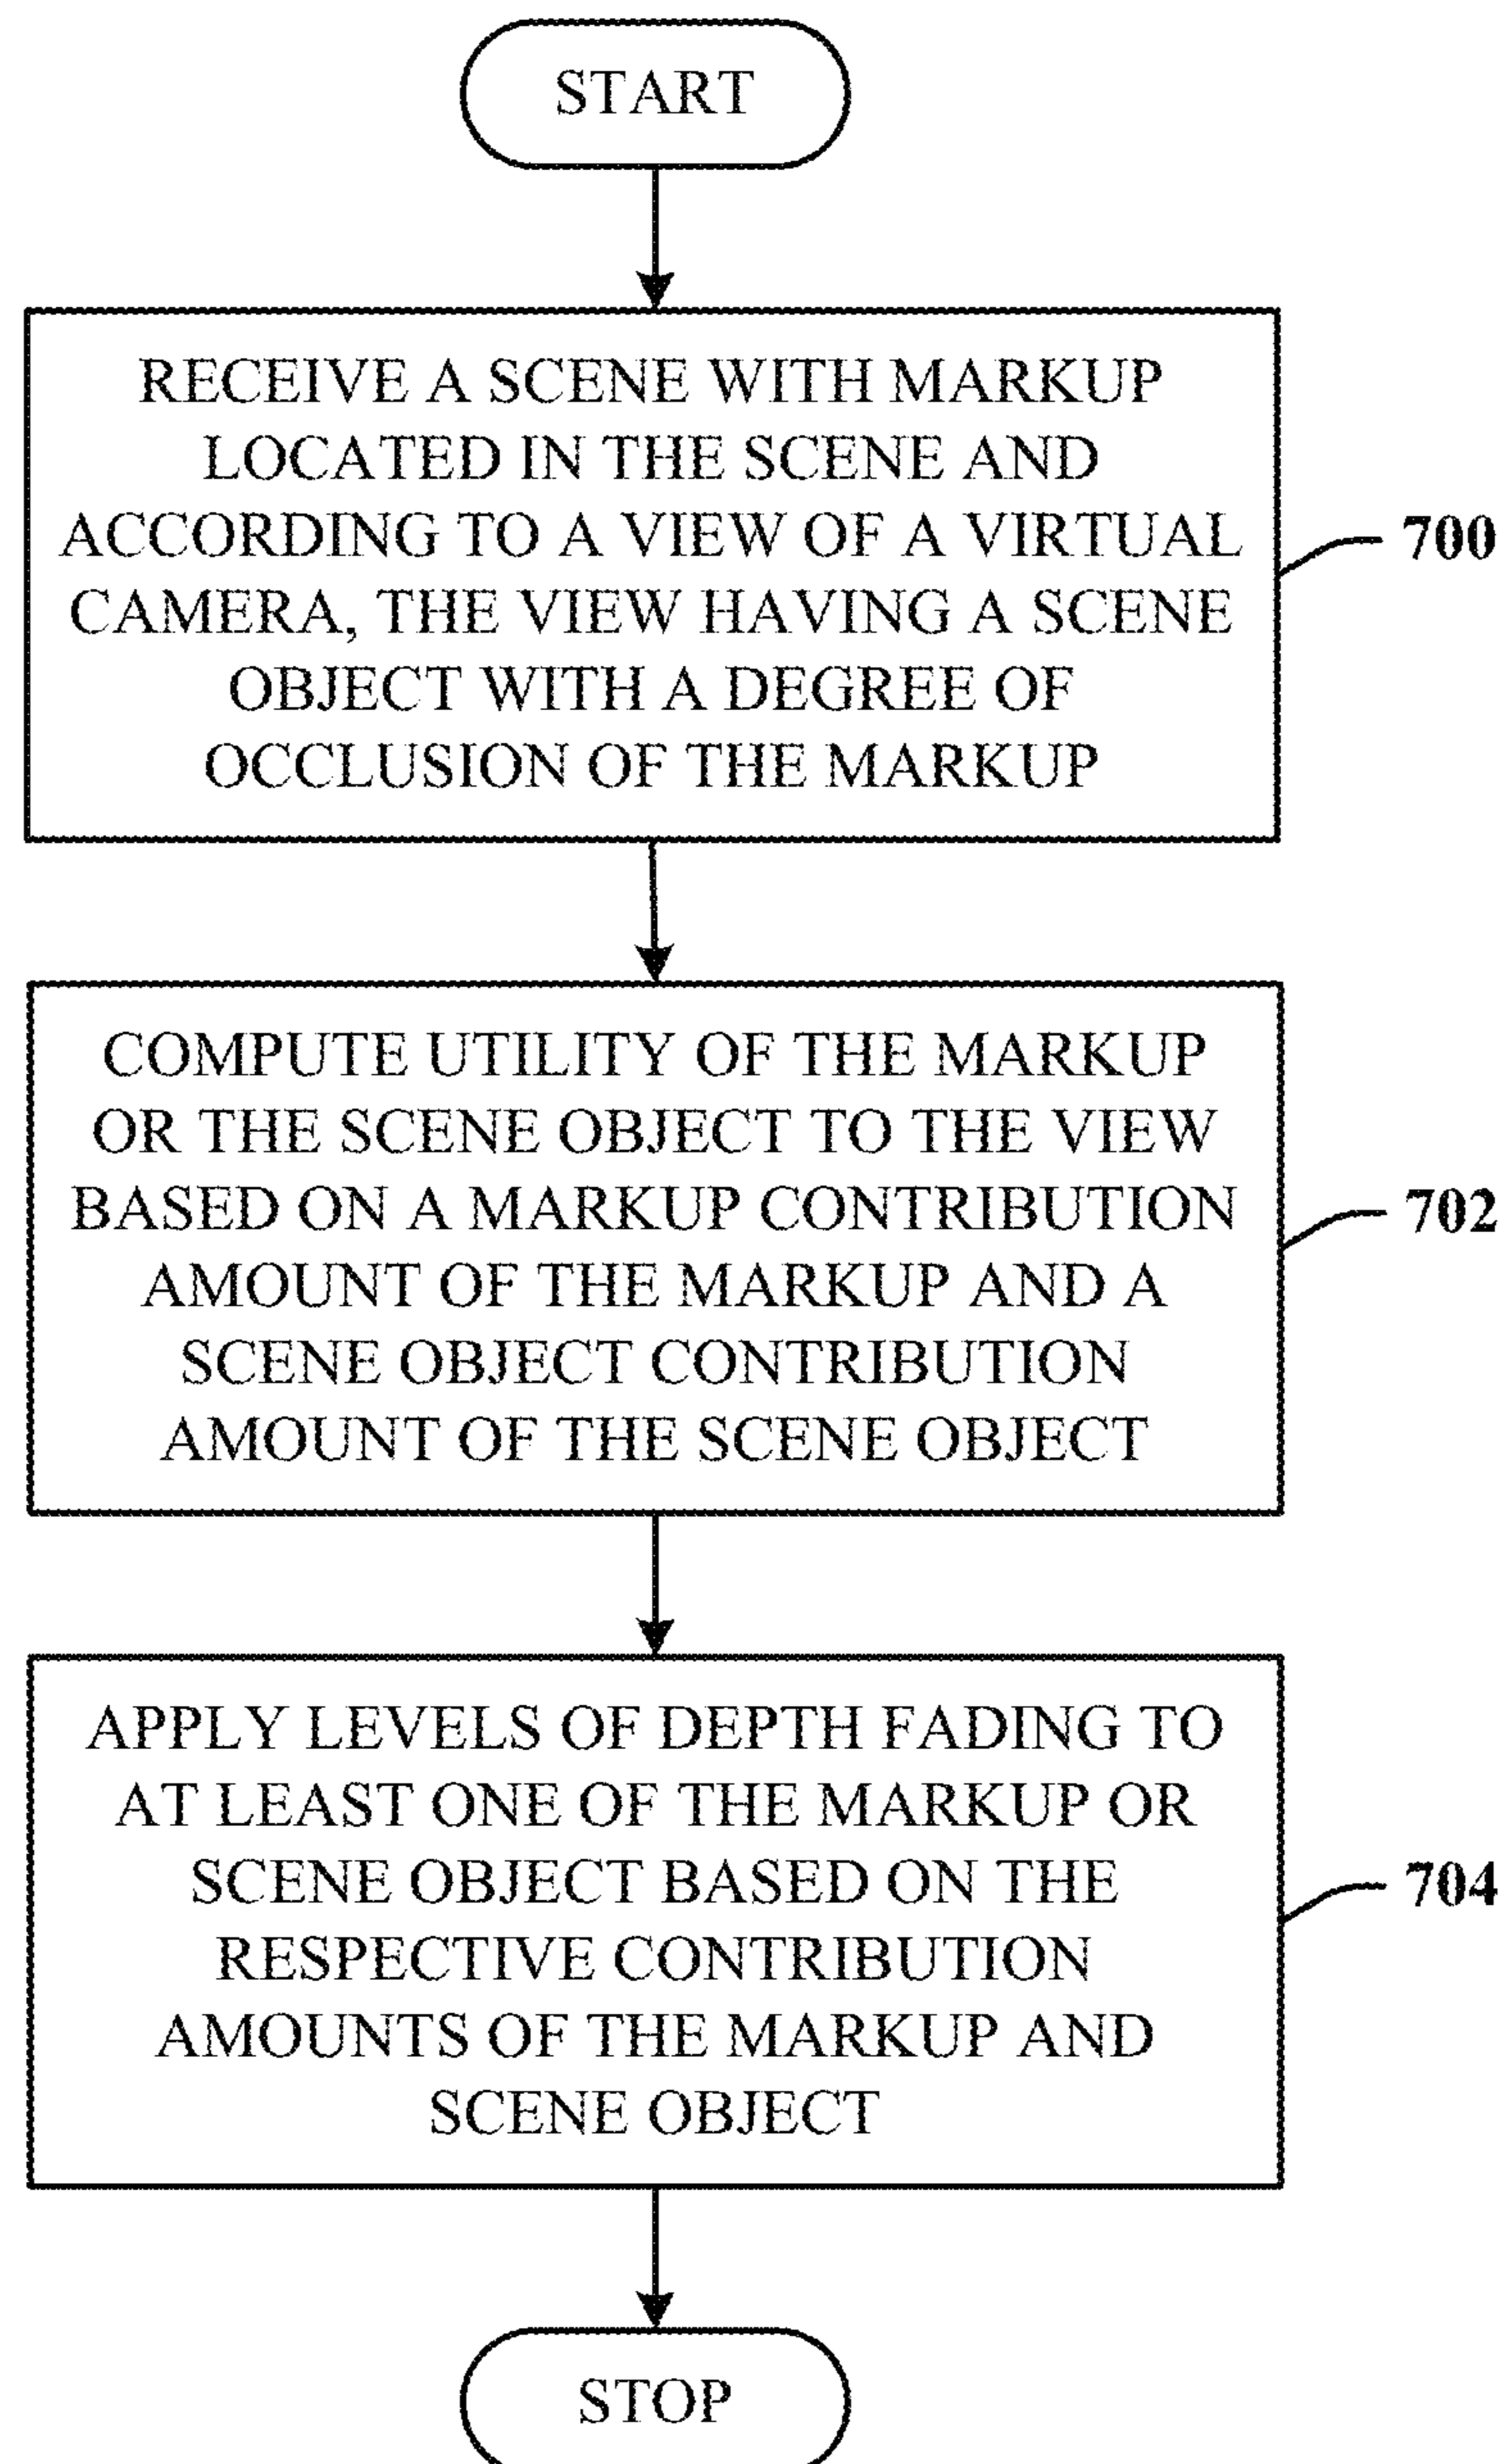 START
RECEIVE A SCENE WITH MARKUP
LOCATED IN THE SCENE AND
ACCORDING TO A VIEW OF A VIRTUAL
CAMERA, THE VIEW HAVING A SCENE
OBJECT WITH A DEGREE OF
OCCLUSION OF THE MARKUP
700
COMPUTE UTILITY OF THE MARKUP
OR THE SCENE OBJECT TO THE VIEW
BASED ON A MARKUP CONTRIBUTION
AMOUNT OF THE MARKUP AND A
SCENE OBJECT CONTRIBUTION
AMOUNT OF THE SCENE OBJECT
702
APPLY LEVELS OF DEPTH FADING TO
AT LEAST ONE OF THE MARKUP OR
SCENE OBJECT BASED ON THE
RESPECTIVE CONTRIBUTION
AMOUNTS OF THE MARKUP AND
SCENE OBJECT
704
STOP